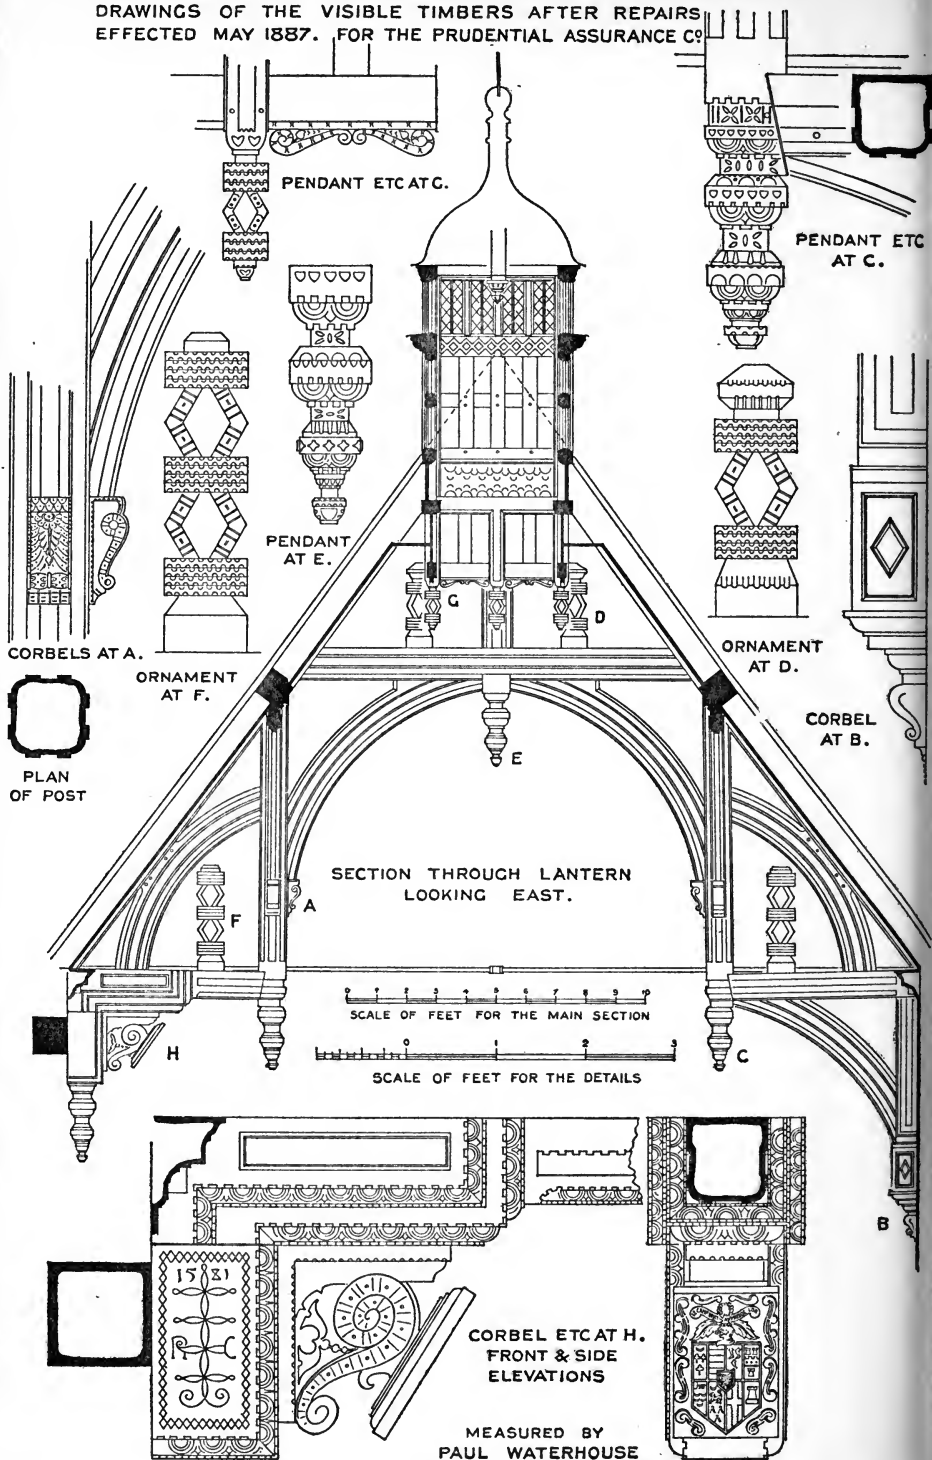 DRAWINGS OF THE VISIBLE TIMBERS AFTER REPAIRS
EFFECTED MAY 1887. FOR THE PRUDENTIAL ASSURANCE Cº
PENDANT ETC AT G.
PENDANT ETC
AT C.
PENDANT
AT E.
CORBELS AT A.
ORNAMENT
AT F.
ORNAMENT
AT D.
CORBEL
AT B.
PLAN
OF POST
G
D
E
SECTION THROUGH LANTERN
LOOKING EAST.
A
F
0 1 2 3 4 5 6 7 8 9 10
SCALE OF FEET FOR THE MAIN SECTION
H
0 1 2 3
SCALE OF FEET FOR THE DETAILS
C
B
1581
R C
CORBEL ETC AT H.
FRONT & SIDE
ELEVATIONS
MEASURED BY
PAUL WATERHOUSE